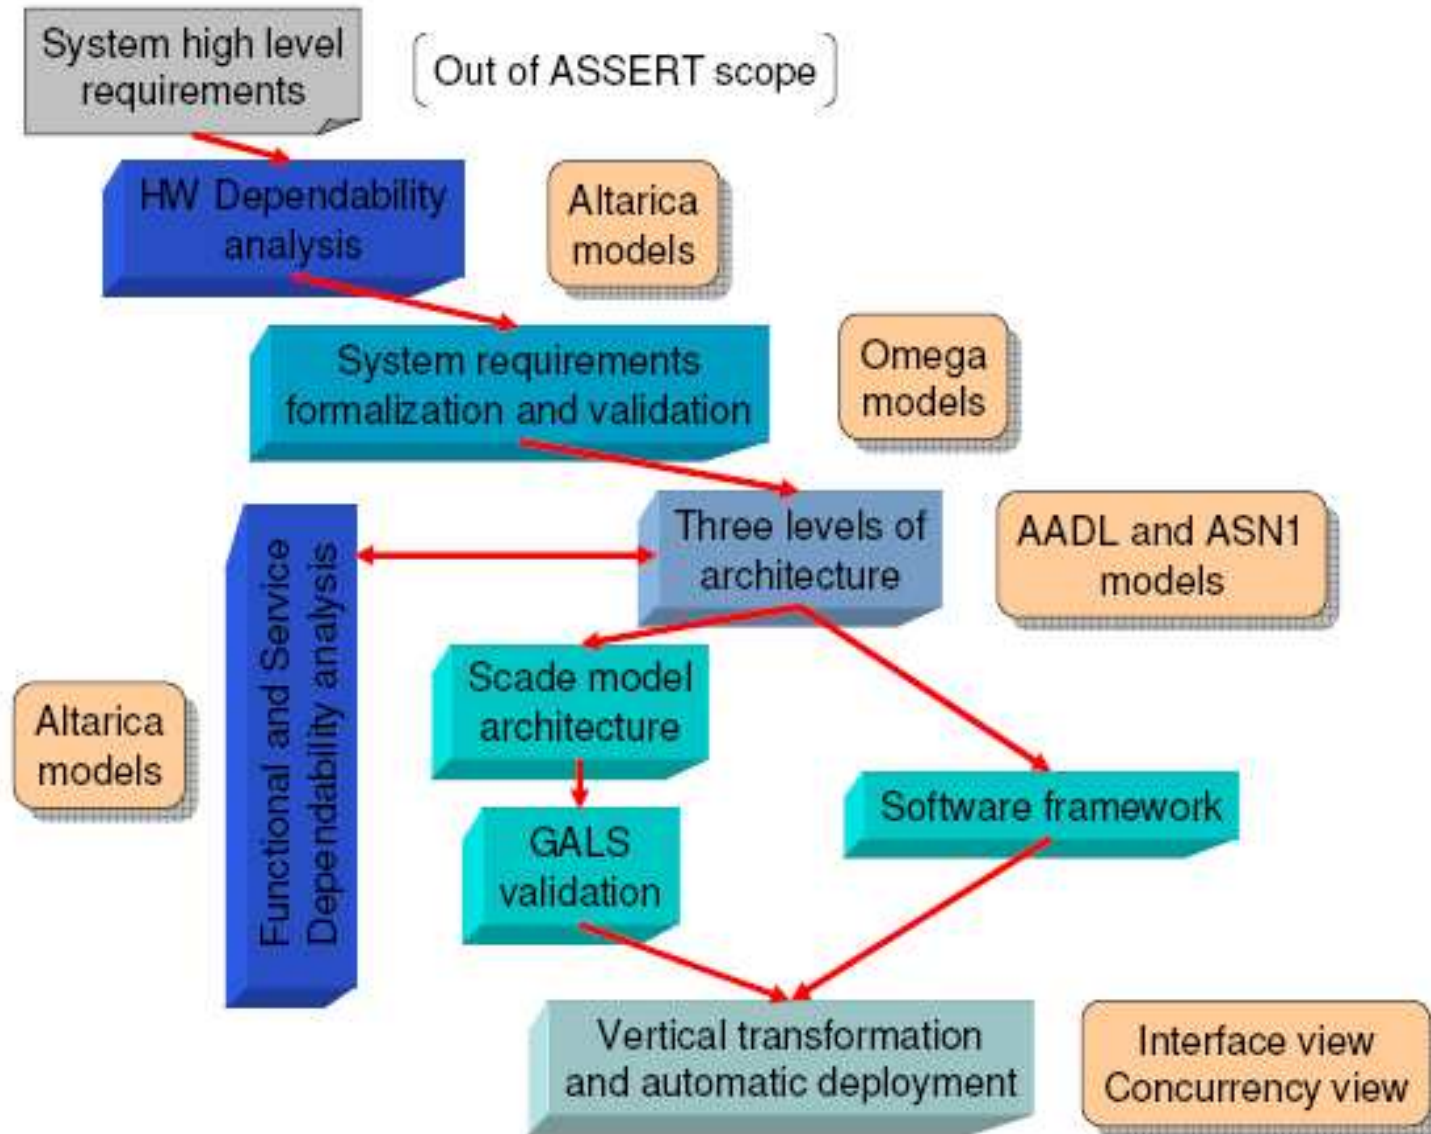 System high level
requirements
Out of ASSERT scope
HW Dependability
analysis
Altarica
models
System requirements
formalization and validation
Omega
models
Three levels of
architecture
AADL and ASN1
models
Functional and Service
Dependability analysis
Altarica
models
Scade model
architecture
Software framework
GALS
validation
Vertical transformation
and automatic deployment
Interface view
Concurrency view